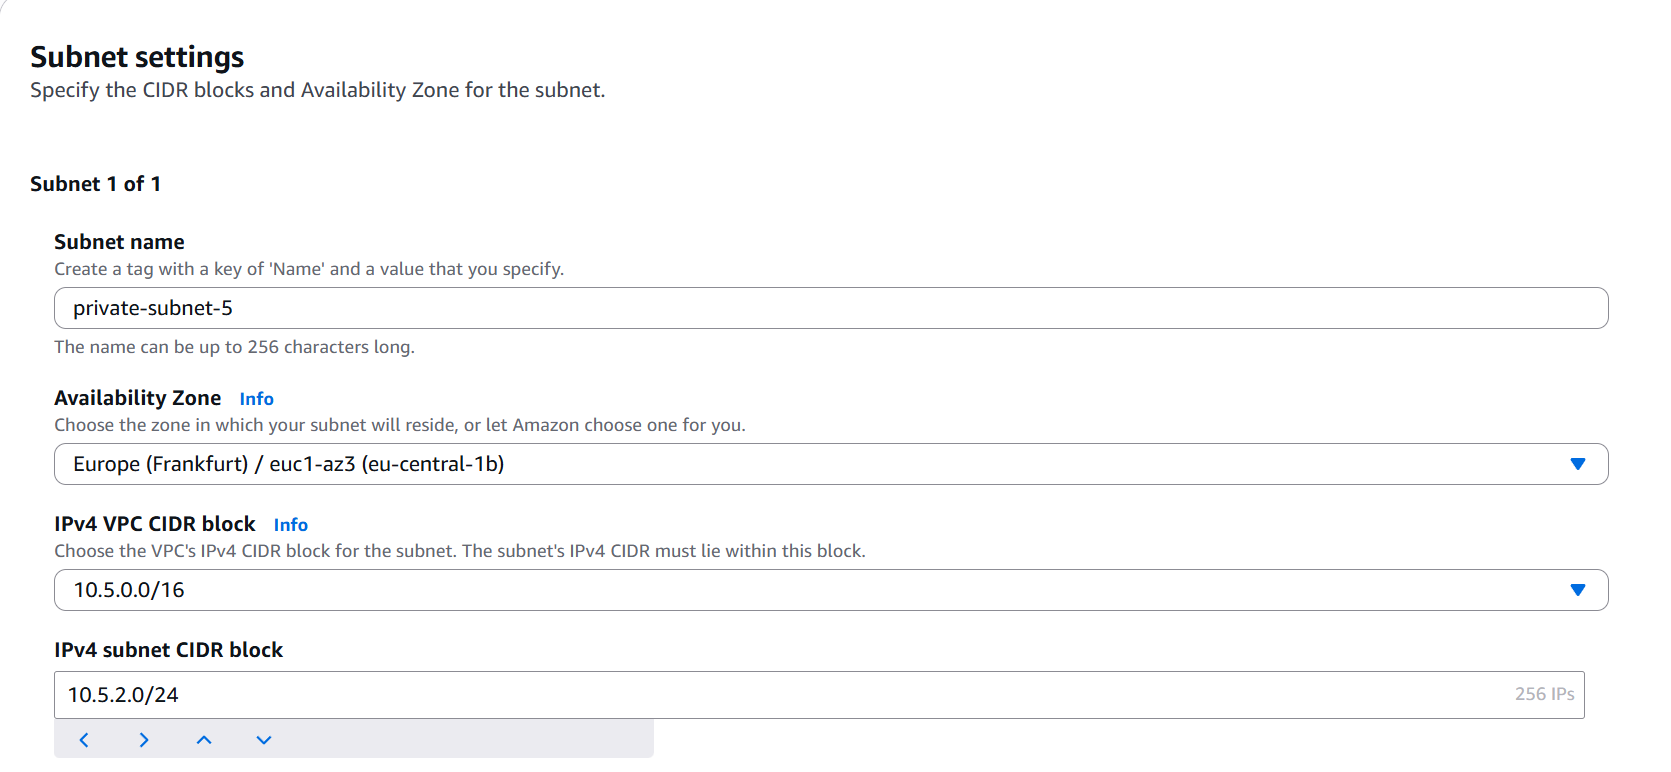 Subnet settings
Specify the CIDR blocks and Availability Zone for the subnet.
Subnet 1 of 1
Subnet name
Create a tag with a key of 'Name' and a value that you specify.
private-subnet-5
The name can be up to 256 characters long.
Availability Zone Info
Choose the zone in which your subnet will reside, or let Amazon choose one for you.
Europe (Frankfurt) / euc1-az3 (eu-central-1b)
IPv4 VPC CIDR block Info
Choose the VPC's IPv4 CIDR block for the subnet. The subnet's IPv4 CIDR must lie within this block.
10.5.0.0/16
IPv4 subnet CIDR block
10.5.2.0/24 256 IPs